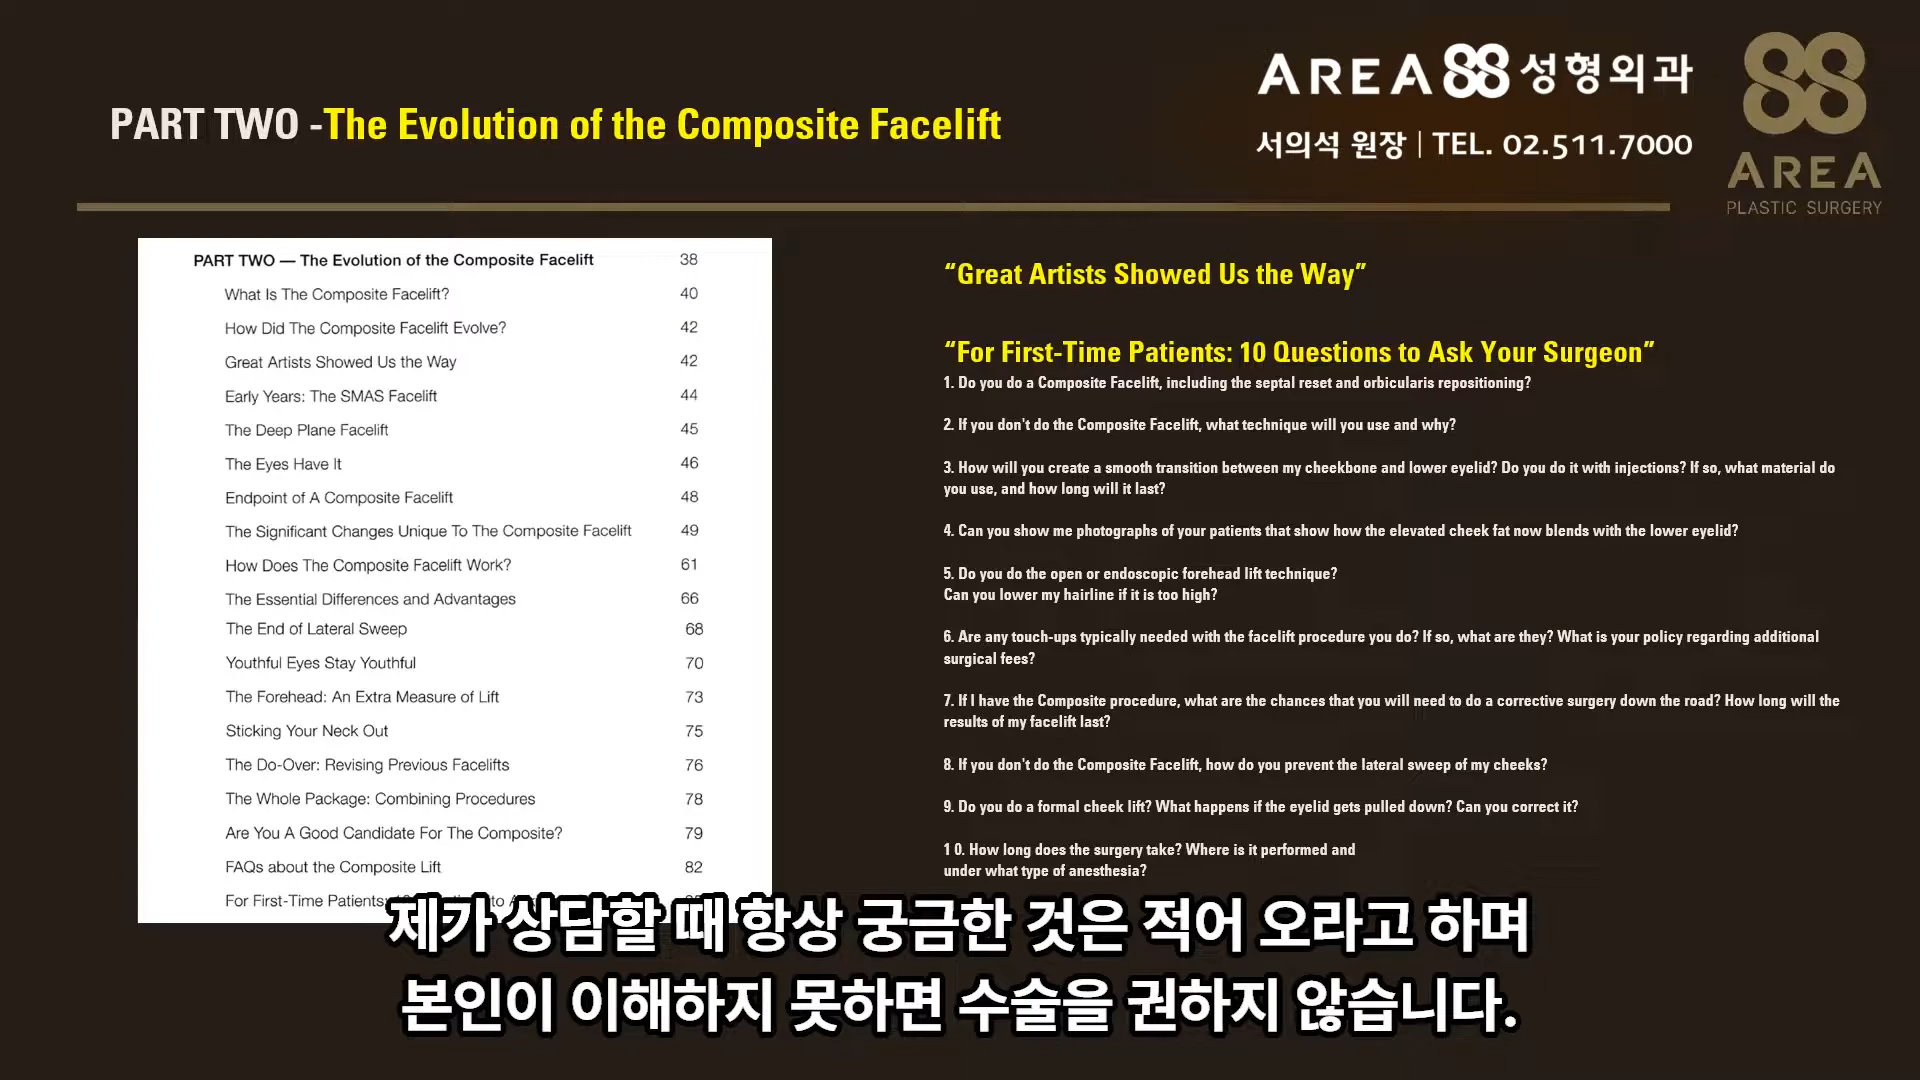 PART TWO -The Evolution of the Composite Facelift
AREA 88 성형외과
서의석 원장 | TEL. 02.511.7000
88
AREA
PLASTIC SURGERY
PART TWO — The Evolution of the Composite Facelift 38
What Is The Composite Facelift? 40
How Did The Composite Facelift Evolve? 42
Great Artists Showed Us the Way 42
Early Years: The SMAS Facelift 44
The Deep Plane Facelift 45
The Eyes Have It 46
Endpoint of A Composite Facelift 48
The Significant Changes Unique To The Composite Facelift 49
How Does The Composite Facelift Work? 61
The Essential Differences and Advantages 66
The End of Lateral Sweep 68
Youthful Eyes Stay Youthful 70
The Forehead: An Extra Measure of Lift 73
Sticking Your Neck Out 75
The Do-Over: Revising Previous Facelifts 76
The Whole Package: Combining Procedures 78
Are You A Good Candidate For The Composite? 79
FAQs about the Composite Lift 82
For First-Time Patients:
“Great Artists Showed Us the Way”
“For First-Time Patients: 10 Questions to Ask Your Surgeon”
1. Do you do a Composite Facelift, including the septal reset and orbicularis repositioning?
2. If you don't do the Composite Facelift, what technique will you use and why?
3. How will you create a smooth transition between my cheekbone and lower eyelid? Do you do it with injections? If so, what material do
you use, and how long will it last?
4. Can you show me photographs of your patients that show how the elevated cheek fat now blends with the lower eyelid?
5. Do you do the open or endoscopic forehead lift technique?
Can you lower my hairline if it is too high?
6. Are any touch-ups typically needed with the facelift procedure you do? If so, what are they? What is your policy regarding additional
surgical fees?
7. If I have the Composite procedure, what are the chances that you will need to do a corrective surgery down the road? How long will the
results of my facelift last?
8. If you don't do the Composite Facelift, how do you prevent the lateral sweep of my cheeks?
9. Do you do a formal cheek lift? What happens if the eyelid gets pulled down? Can you correct it?
1 0. How long does the surgery take? Where is it performed and
under what type of anesthesia?
제가 상담할 때 항상 궁금한 것은 적어 오라고 하며
본인이 이해하지 못하면 수술을 권하지 않습니다.